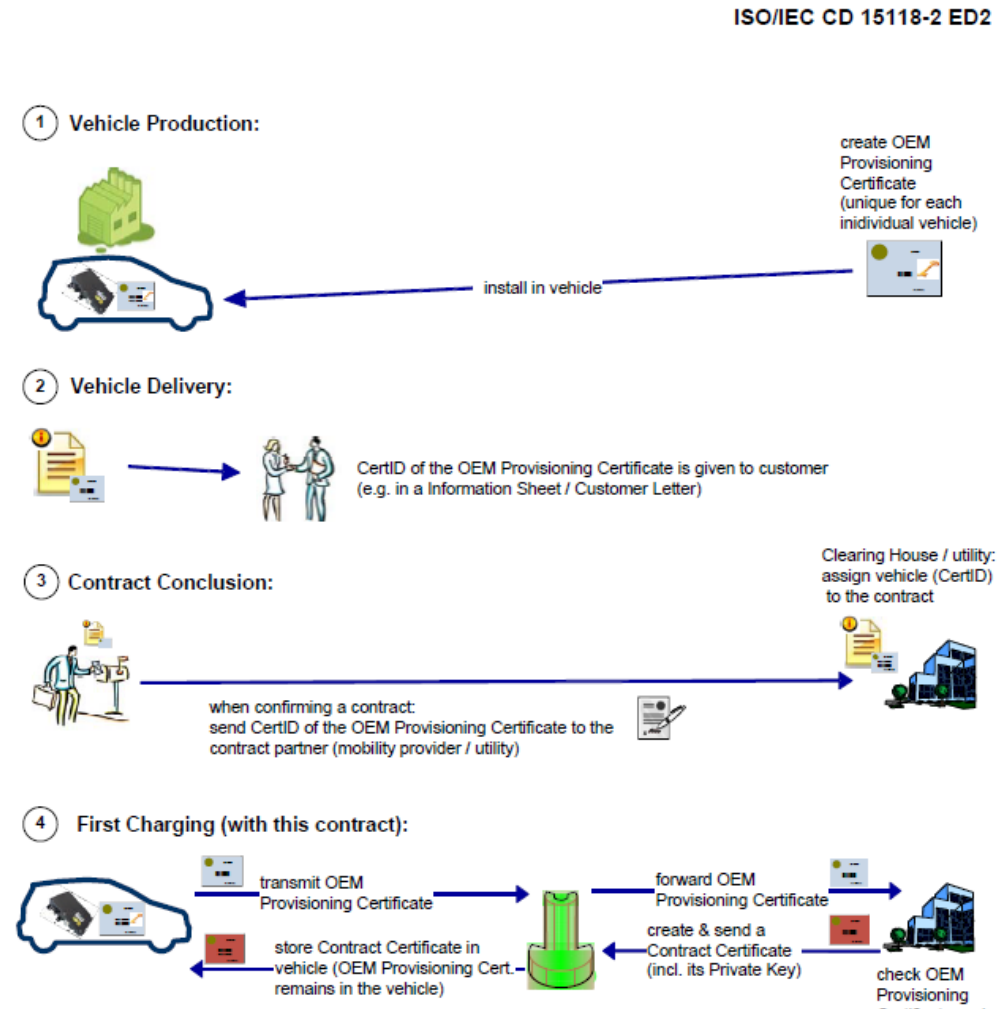 ISO/IEC CD 15118-2 ED2
1 Vehicle Production:
create OEM
Provisioning
Certificate
(unique for each
inidividual vehicle)
install in vehicle
2 Vehicle Delivery:
CertID of the OEM Provisioning Certificate is given to customer
(e.g. in a Information Sheet / Customer Letter)
3 Contract Conclusion:
Clearing House / utility:
assign vehicle (CertID)
to the contract
when confirming a contract:
send CertID of the OEM Provisioning Certificate to the
contract partner (mobility provider / utility)
4 First Charging (with this contract):
transmit OEM
Provisioning Certificate
forward OEM
Provisioning Certificate
store Contract Certificate in
vehicle (OEM Provisioning Cert.
remains in the vehicle)
create & send a
Contract Certificate
(incl. its Private Key)
check OEM
Provisioning